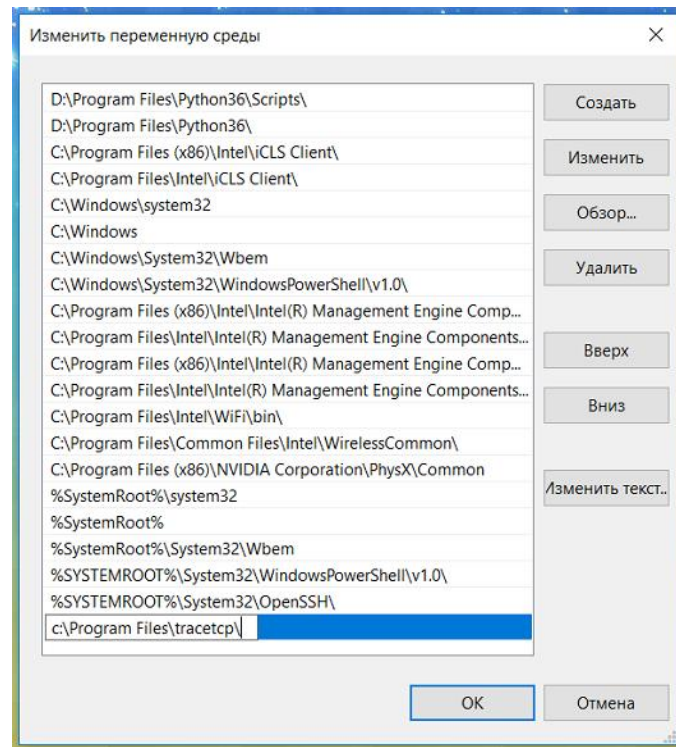 Изменить переменную среды
D:\Program Files\Python36\Scripts\
D:\Program Files\Python36\
C:\Program Files (x86)\Intel\iCLS Client\
C:\Program Files\Intel\iCLS Client\
C:\Windows\system32
C:\Windows
C:\Windows\System32\Wbem
C:\Windows\System32\WindowsPowerShell\v1.0\
C:\Program Files (x86)\Intel\Intel(R) Management Engine Comp...
C:\Program Files\Intel\Intel(R) Management Engine Components...
C:\Program Files (x86)\Intel\Intel(R) Management Engine Comp...
C:\Program Files\Intel\Intel(R) Management Engine Components...
C:\Program Files\Intel\WiFi\bin\
C:\Program Files\Common Files\Intel\WirelessCommon\
C:\Program Files (x86)\NVIDIA Corporation\PhysX\Common
%SystemRoot%\system32
%SystemRoot%
%SystemRoot%\System32\Wbem
%SYSTEMROOT%\System32\WindowsPowerShell\v1.0\
%SYSTEMROOT%\System32\OpenSSH\
c:\Program Files\tracetcp\
Создать
Изменить
Обзор...
Удалить
Вверх
Вниз
Изменить текст..
OK
Отмена